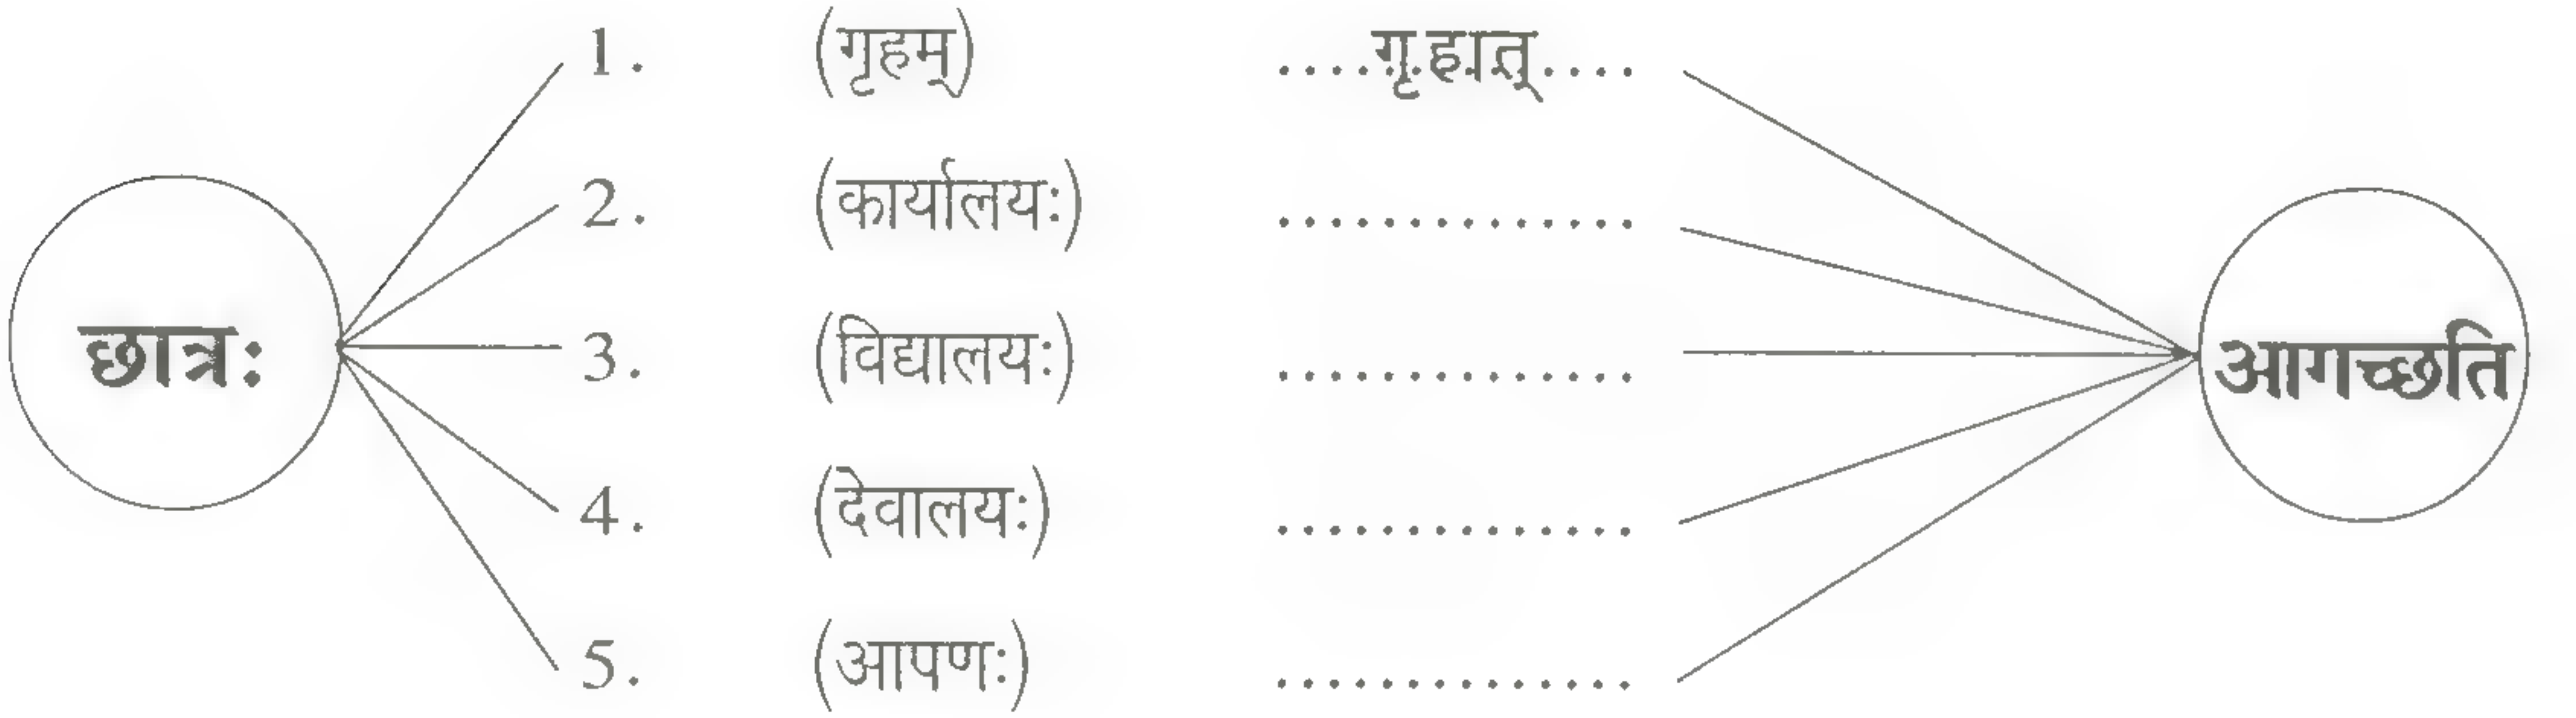 1. (गृहम्) ....गृहात्....
2. (कार्यालयः) ..............
छात्रः 3. (विद्यालयः) .............. आगच्छति
4. (देवालयः) ..............
5. (आपणः) ..............